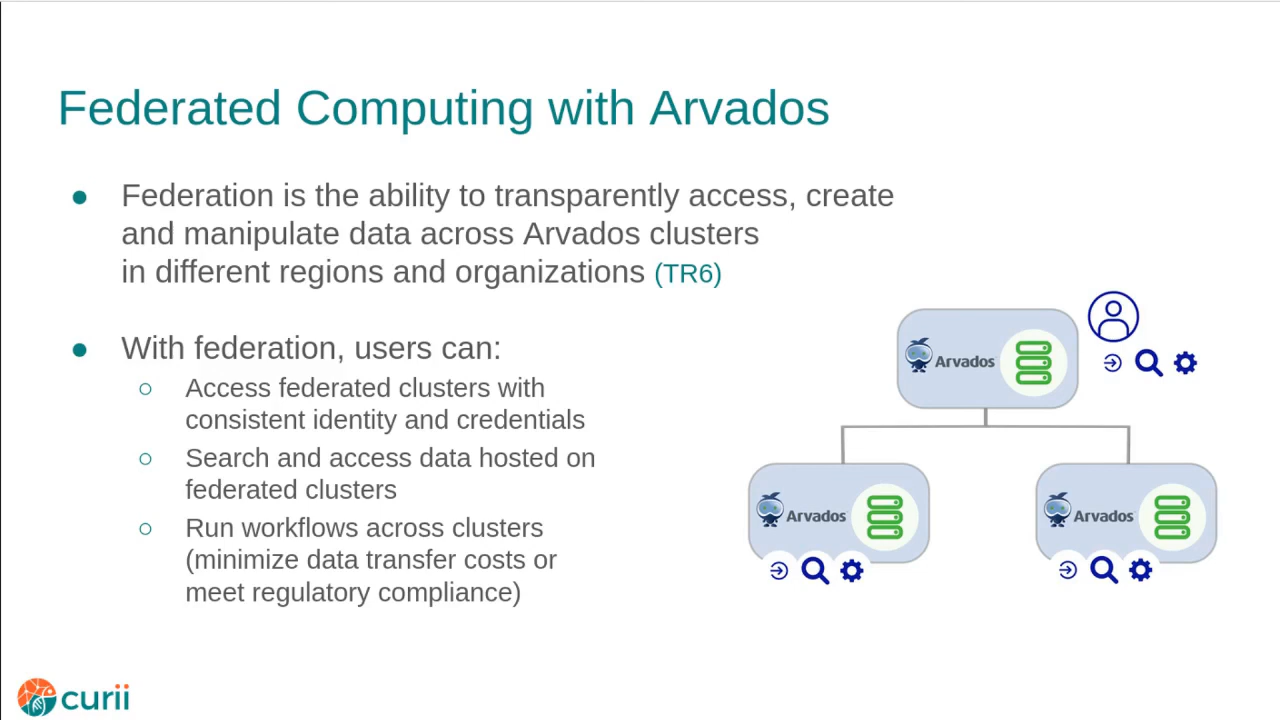 Federated Computing with Arvados
● Federation is the ability to transparently access, create
and manipulate data across Arvados clusters
in different regions and organizations (TR6)
● With federation, users can:
○ Access federated clusters with
consistent identity and credentials
○ Search and access data hosted on
federated clusters
○ Run workflows across clusters
(minimize data transfer costs or
meet regulatory compliance)
Arvados
Arvados
Arvados
curii